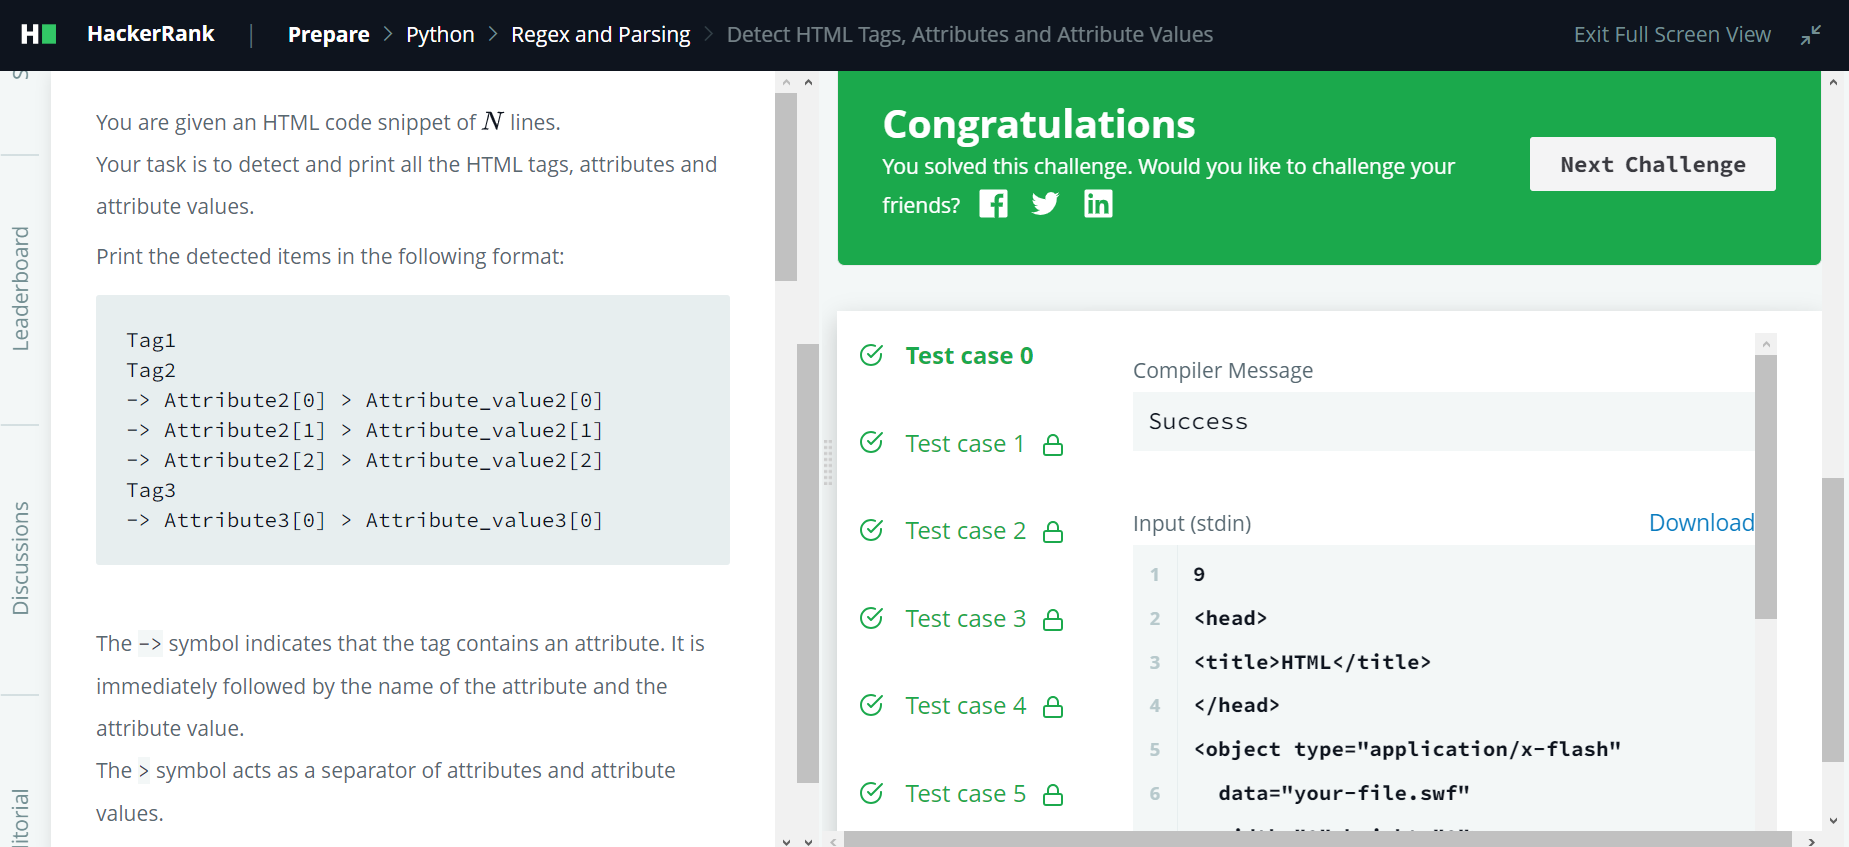 H HackerRank | Prepare > Python > Regex and Parsing > Detect HTML Tags, Attributes and Attribute Values Exit Full Screen View
Leaderboard
Discussions
You are given an HTML code snippet of N lines.
Your task is to detect and print all the HTML tags, attributes and
attribute values.
Print the detected items in the following format:
Tag1
Tag2
-> Attribute2[0] > Attribute_value2[0]
-> Attribute2[1] > Attribute_value2[1]
-> Attribute2[2] > Attribute_value2[2]
Tag3
-> Attribute3[0] > Attribute_value3[0]
The -> symbol indicates that the tag contains an attribute. It is
immediately followed by the name of the attribute and the
attribute value.
The > symbol acts as a separator of attributes and attribute
values.
Congratulations
You solved this challenge. Would you like to challenge your
friends?
Next Challenge
Test case 0
Test case 1
Test case 2
Test case 3
Test case 4
Test case 5
Compiler Message
Success
Input (stdin) Download
1 9
2 <head>
3 <title>HTML</title>
4 </head>
5 <object type="application/x-flash"
6 data="your-file.swf"